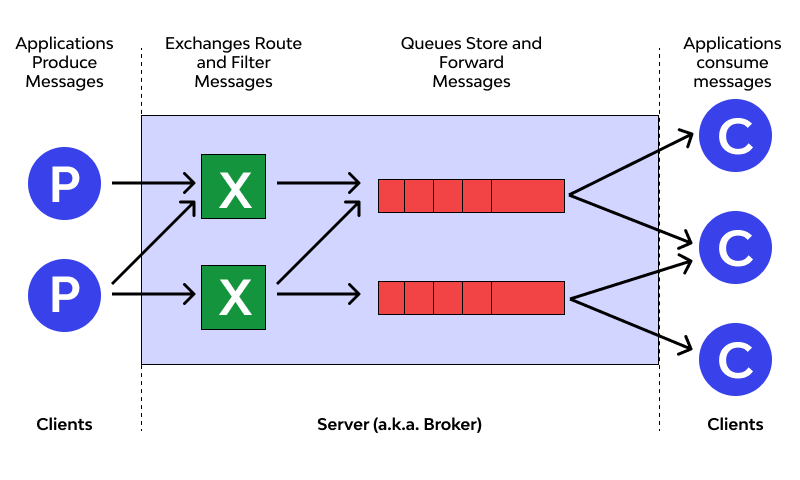 Applications
Produce
Messages
Exchanges Route
and Filter
Messages
Queues Store and
Forward
Messages
Applications
consume
messages
P
X
C
P
X
C
C
Clients
Server (a.k.a. Broker)
Clients